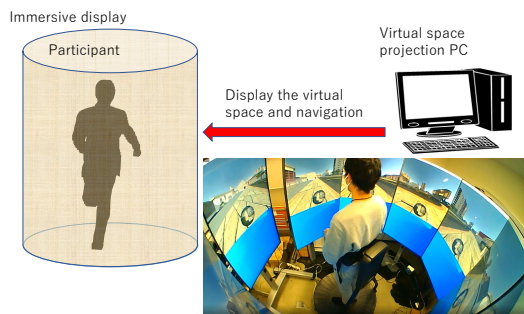 Immersive display
Participant
Virtual space
projection PC
Display the virtual
space and navigation